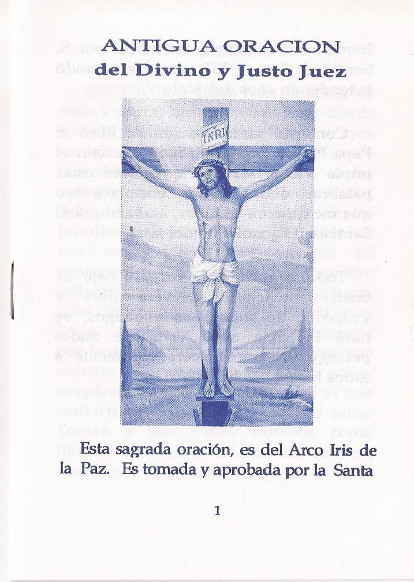 ANTIGUA ORACION
del Divino y Justo Juez
INRI
Esta sagrada oración, es del Arco Iris de
la Paz. Es tomada y aprobada por la Santa
1